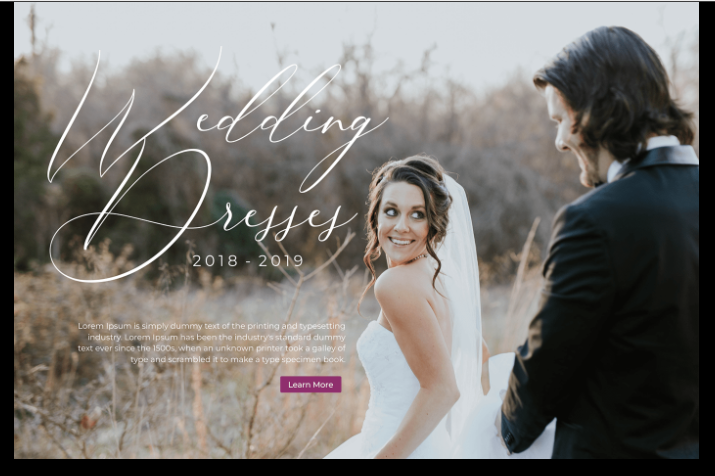 Wedding
Dresses
2018 - 2019
Lorem Ipsum is simply dummy text of the printing and typesetting
industry. Lorem Ipsum has been the industry's standard dummy
text ever since the 1500s, when an unknown printer took a galley of
type and scrambled it to make a type specimen book.
Learn More